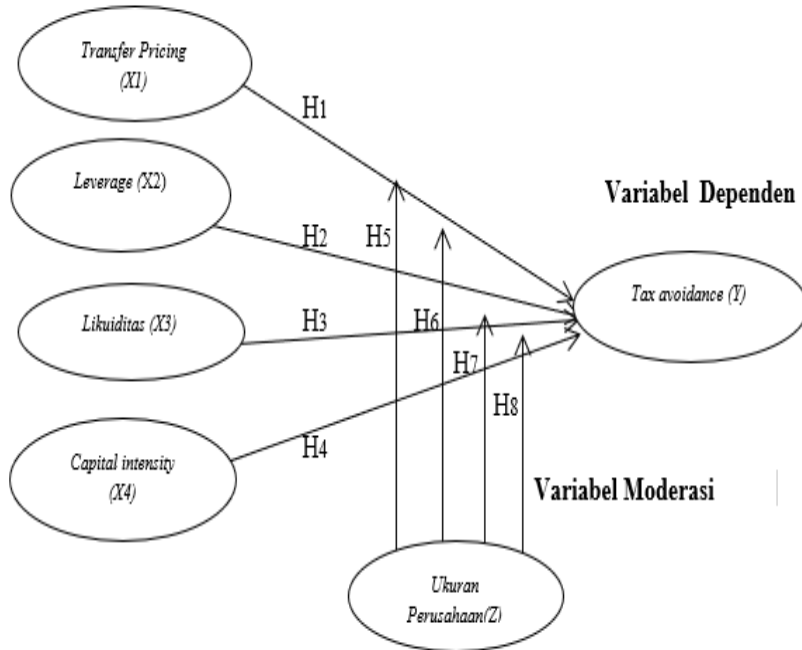 Transfer Pricing
(X1)
H1
Leverage (X2)
Variabel Dependen
H2
H5
Tax avoidance (Y)
Likuiditas (X3)
H3
H6
H7
H8
H4
Capital intensity
(X4)
Variabel Moderasi
Ukuran
Perusahaan(Z)